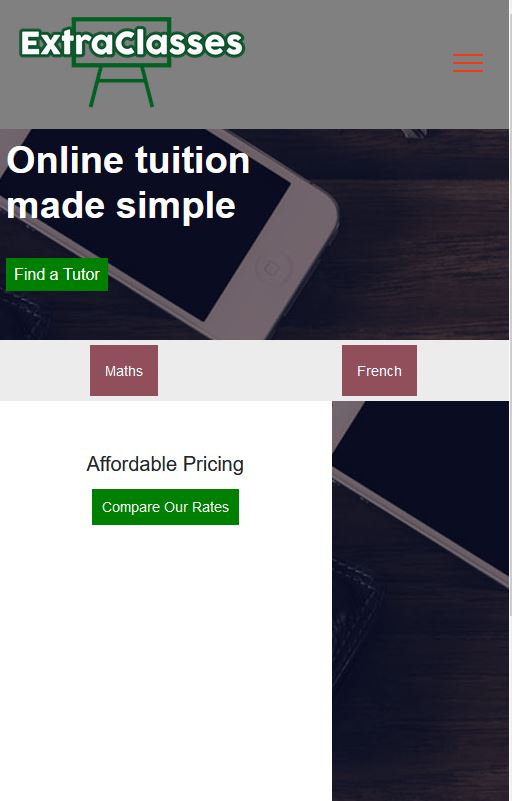 ExtraClasses
Online tuition
made simple
Find a Tutor
Maths
French
Affordable Pricing
Compare Our Rates